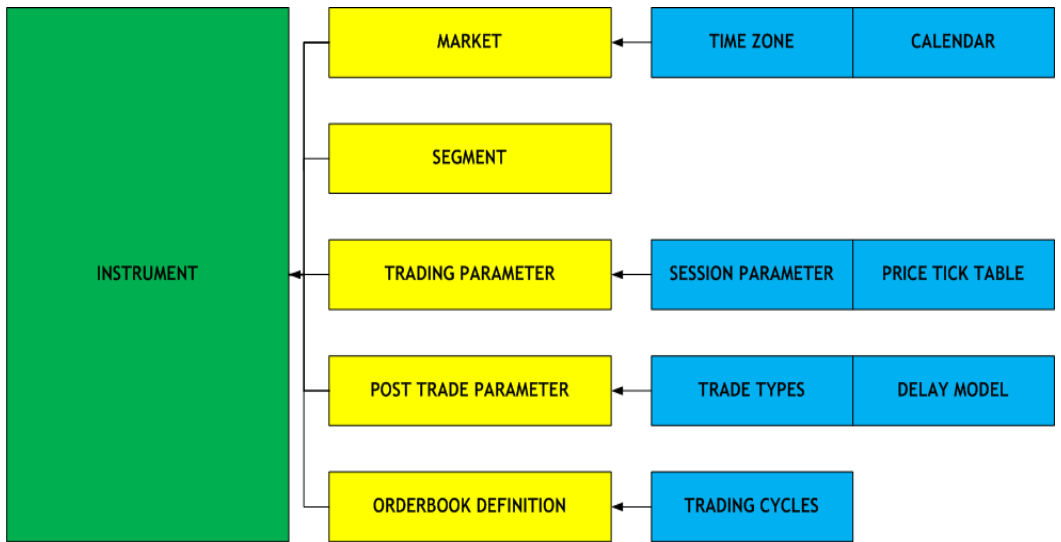 MARKET
TIME ZONE
CALENDAR
SEGMENT
INSTRUMENT
TRADING PARAMETER
SESSION PARAMETER
PRICE TICK TABLE
POST TRADE PARAMETER
TRADE TYPES
DELAY MODEL
ORDERBOOK DEFINITION
TRADING CYCLES